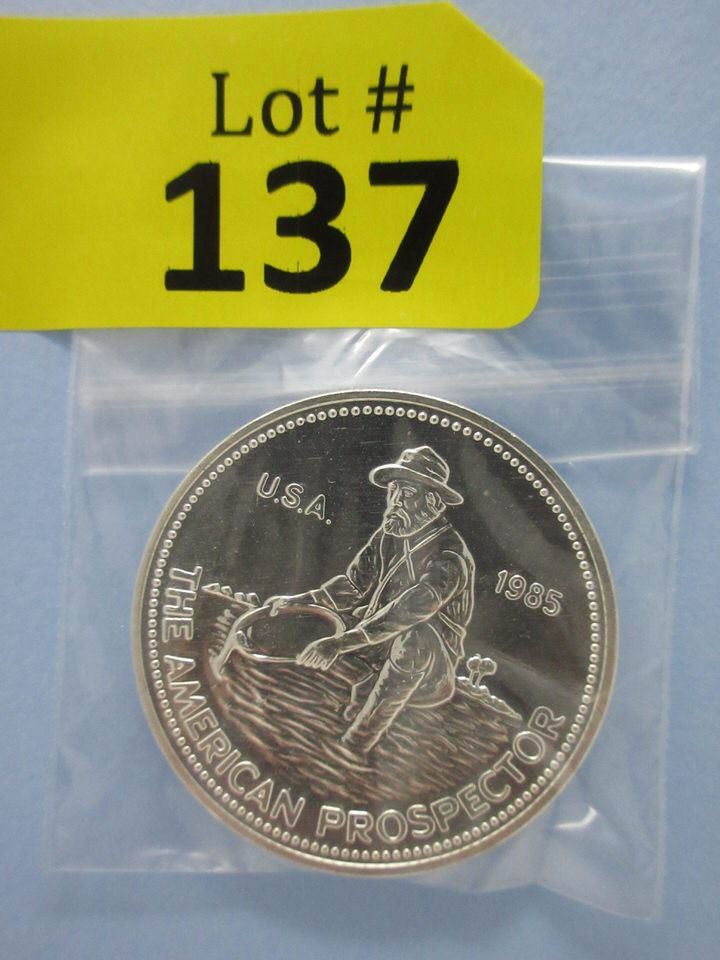 Lot #
137
U.S.A.
1985
THE AMERICAN PROSPECTOR